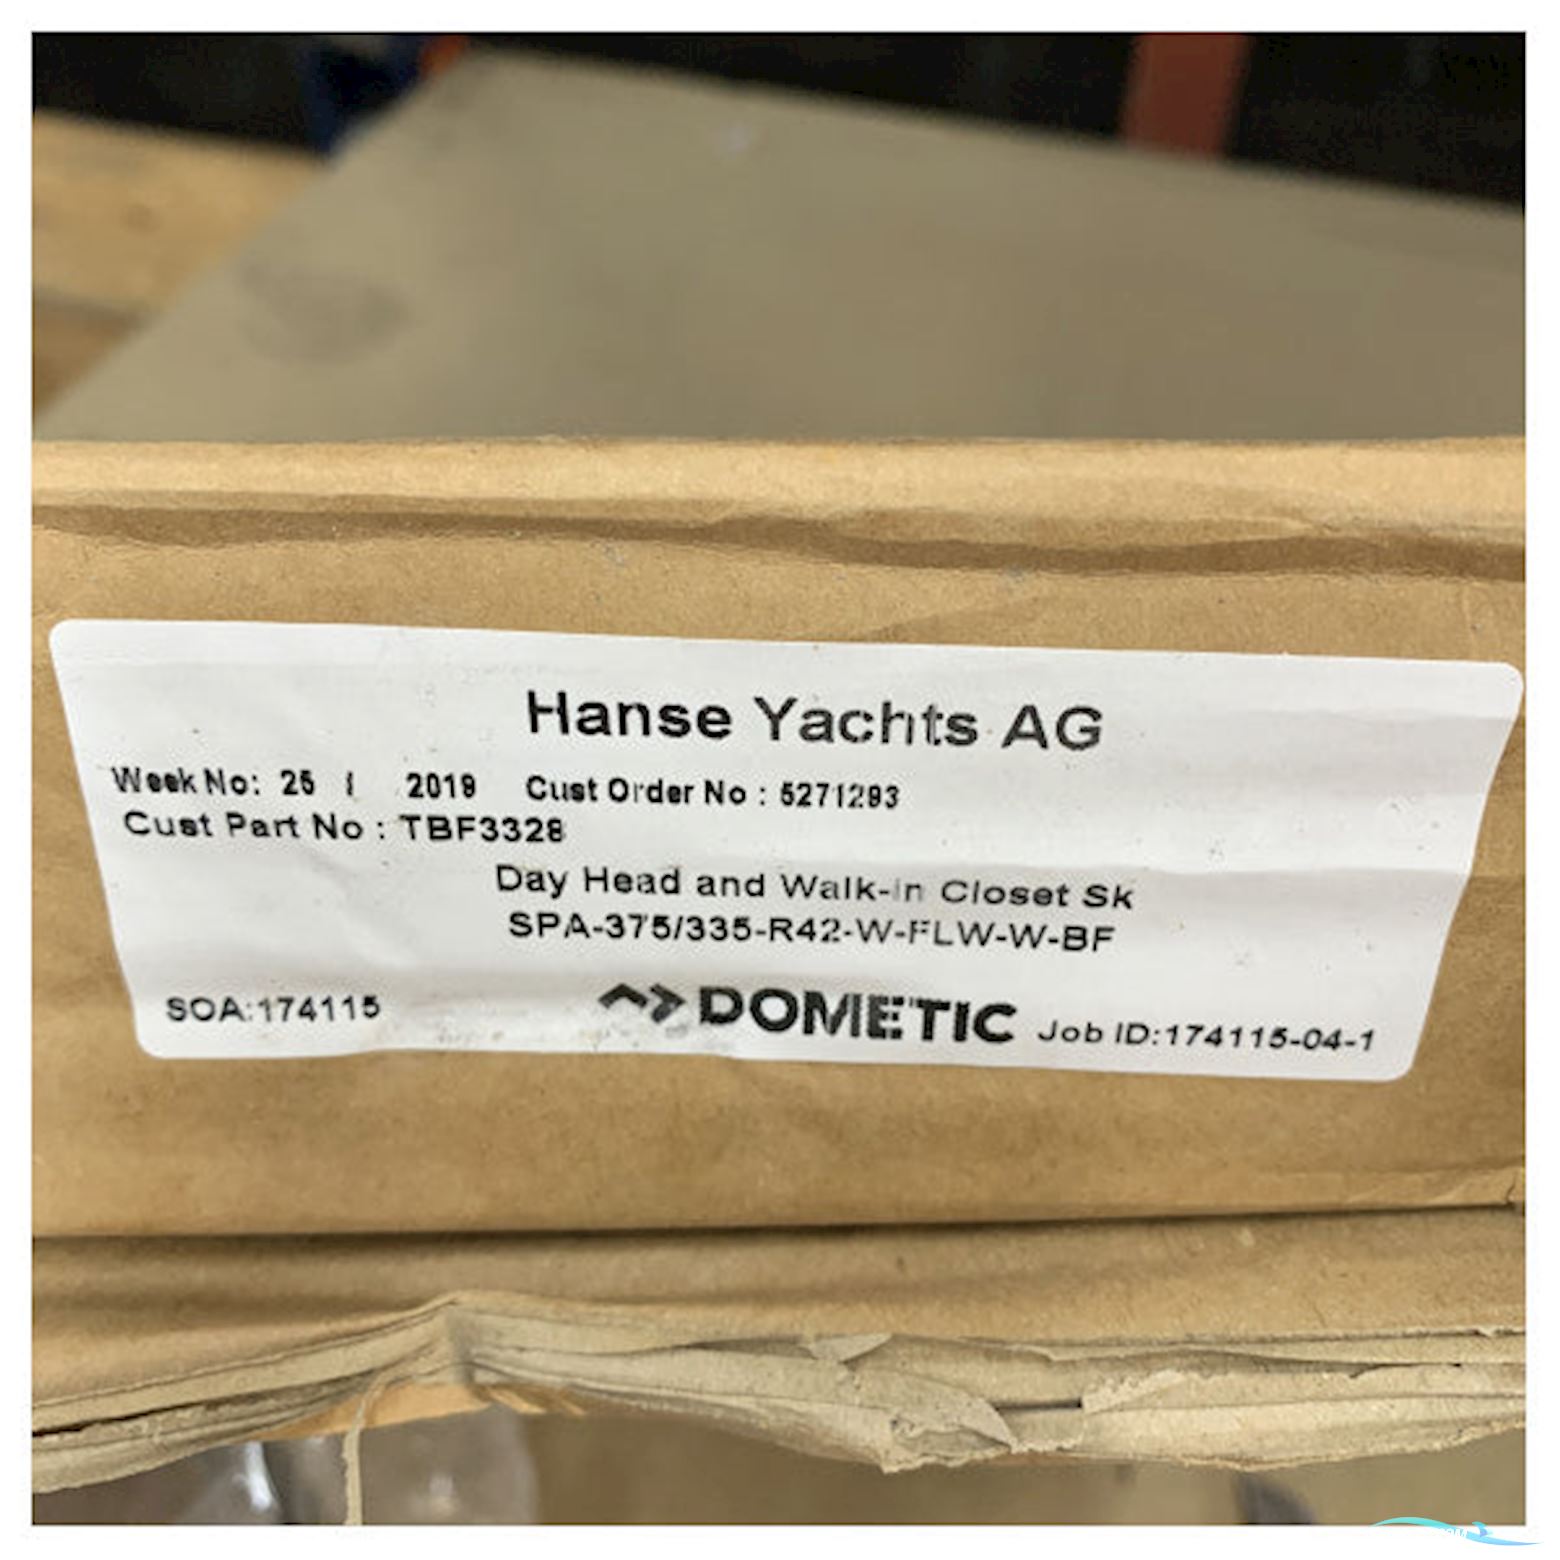 Hanse Yachts AG
Week No: 25 / 2019 Cust Order No : 5271293
Cust Part No : TBF3328
Day Head and Walk-in Closet Sk
SPA-375/335-R42-W-FLW-W-BF
SOA:174115 DOMETIC Job ID:174115-04-1